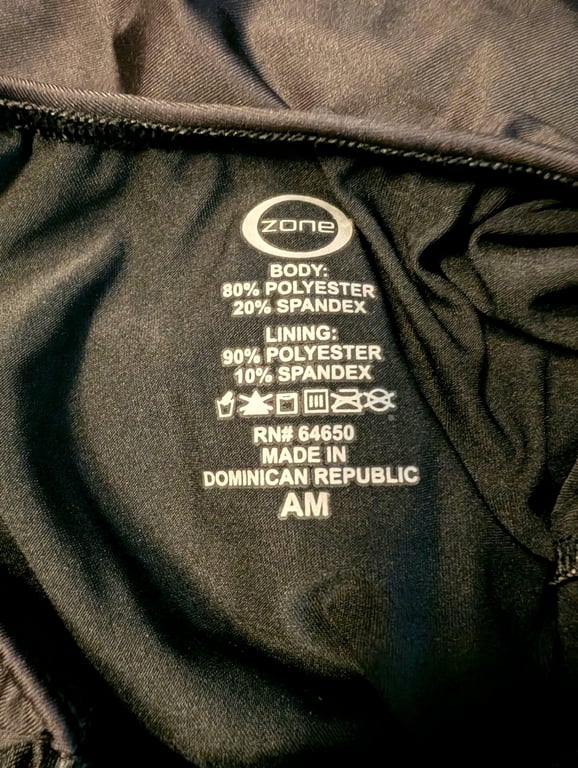 zone
BODY:
80% POLYESTER
20% SPANDEX
LINING:
90% POLYESTER
10% SPANDEX
RN# 64650
MADE IN
DOMINICAN REPUBLIC
AM